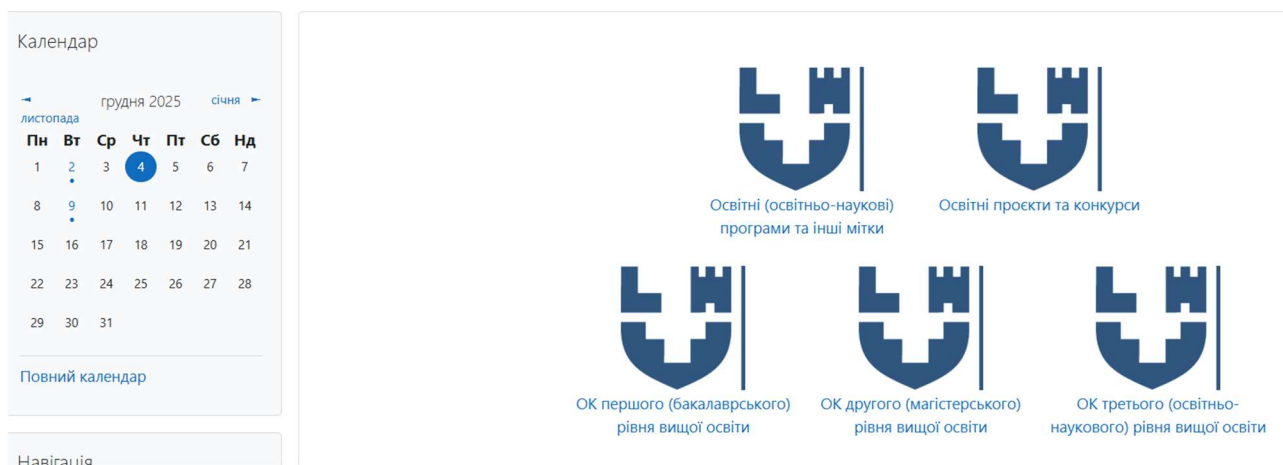 Календар
◄ грудня 2025 січня ►
листопада
Пн Вт Ср Чт Пт Сб Нд
1 2 3 4 5 6 7
8 9 10 11 12 13 14
15 16 17 18 19 20 21
22 23 24 25 26 27 28
29 30 31
Повний календар
Навігація
Освітні (освітньо-наукові)
програми та інші мітки
Освітні проєкти та конкурси
ОК першого (бакалаврського)
рівня вищої освіти
ОК другого (магістерського)
рівня вищої освіти
ОК третього (освітньо-
наукового) рівня вищої освіти